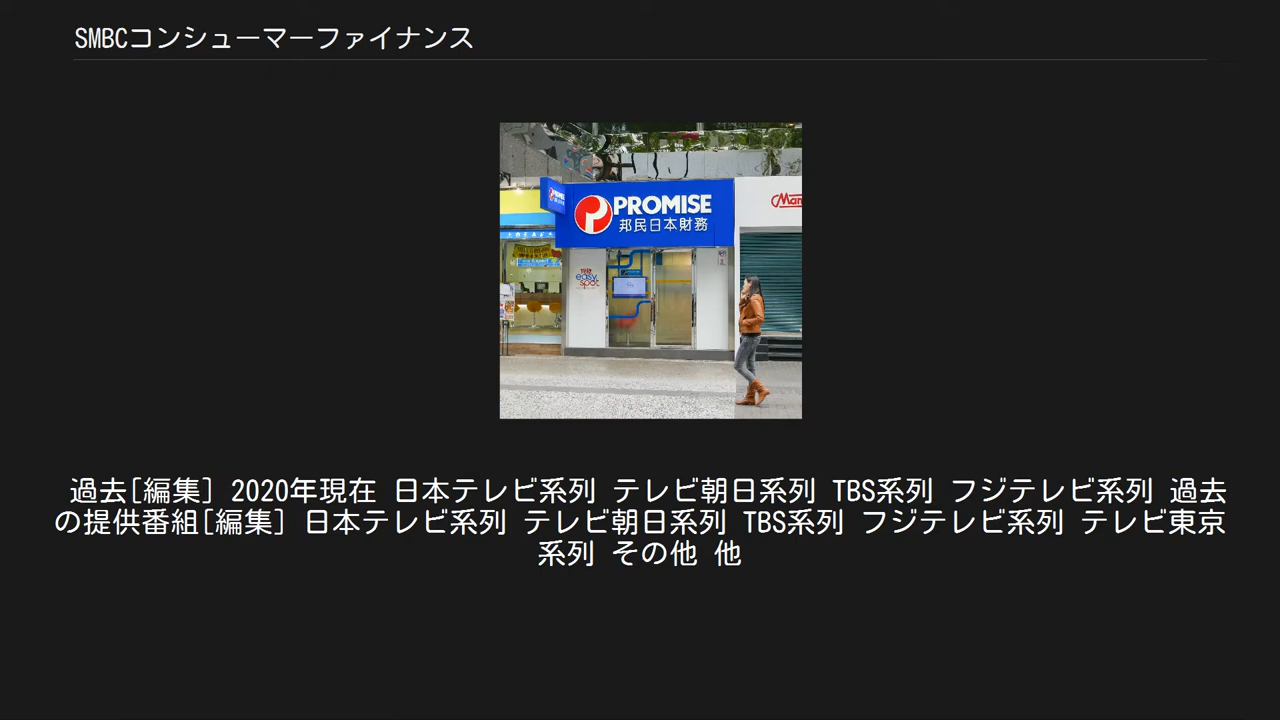 SMBCコンシューマーファイナンス
PROMISE
邦民日本財務
easy
spot
過去[編集] 2020年現在 日本テレビ系列 テレビ朝日系列 TBS系列 フジテレビ系列 過去
の提供番組[編集] 日本テレビ系列 テレビ朝日系列 TBS系列 フジテレビ系列 テレビ東京
系列 その他 他